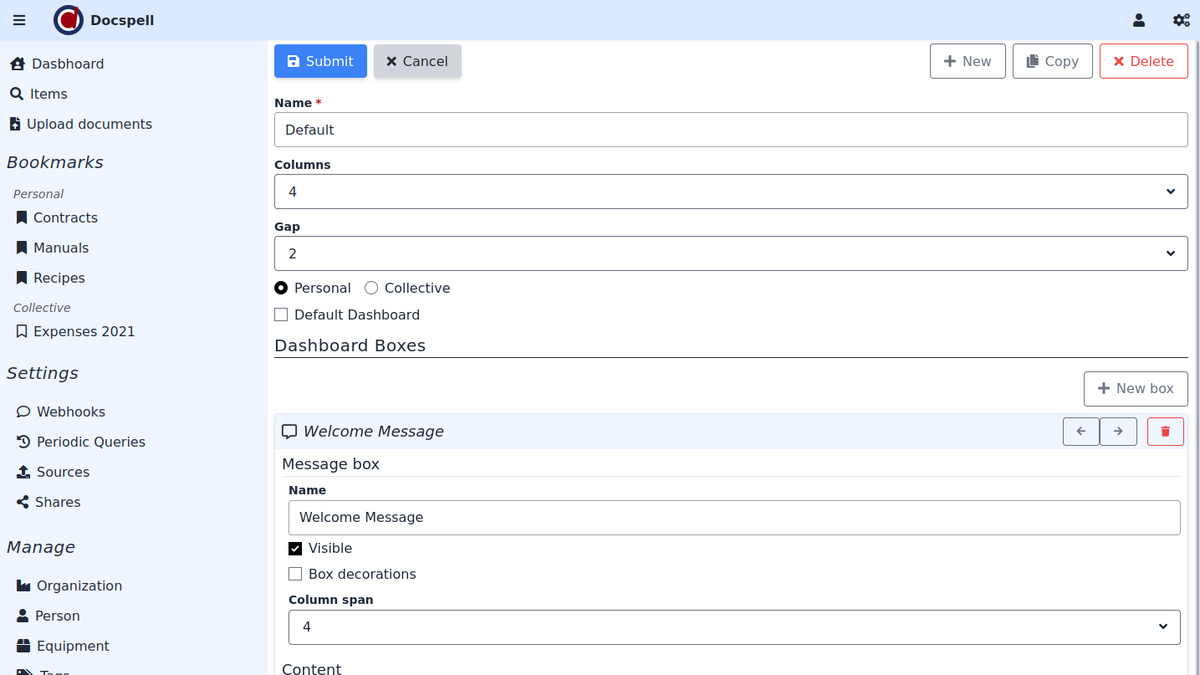 Docspell
Dasbhoard
Items
Upload documents
Bookmarks
Personal
Contracts
Manuals
Recipes
Collective
Expenses 2021
Settings
Webhooks
Periodic Queries
Sources
Shares
Manage
Organization
Person
Equipment
Tags
Submit
Cancel
New
Copy
Delete
Name *
Default
Columns
4
Gap
2
Personal
Collective
Default Dashboard
Dashboard Boxes
New box
Welcome Message
Message box
Name
Welcome Message
Visible
Box decorations
Column span
4
Content